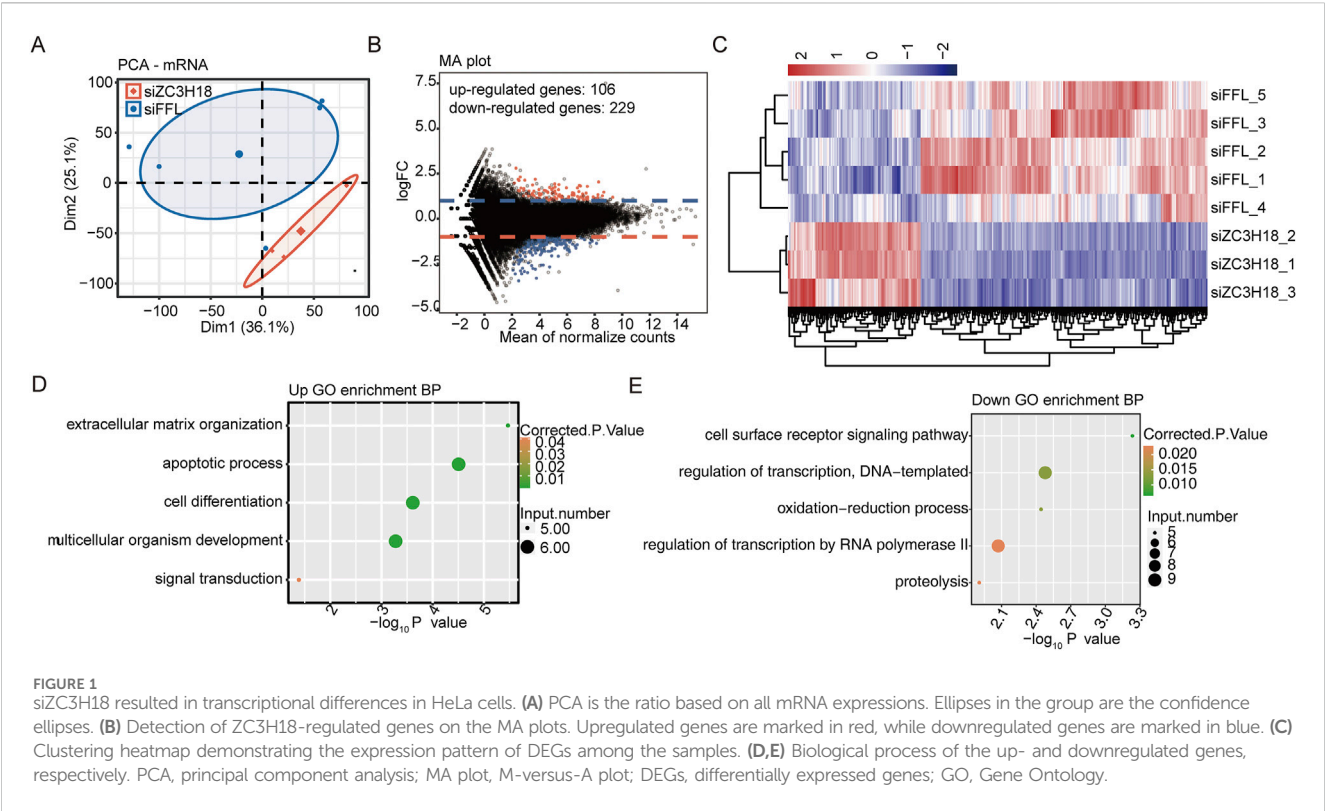 A
PCA - mRNA
siZC3H18
siFFL
100
50
0
−50
−100
Dim2 (25.1%)
−100
−50
0
50
100
Dim1 (36.1%)
B
MA plot
up-regulated genes: 106
down-regulated genes: 229
7.5
5.0
2.5
0.0
−2.5
−5.0
logFC
−2
0
2
4
6
8
10
12
14
Mean of normalize counts
C
2
1
0
-1
-2
siFFL_5
siFFL_3
siFFL_2
siFFL_1
siFFL_4
siZC3H18_2
siZC3H18_1
siZC3H18_3
D
Up GO enrichment BP
extracellular matrix organization
apoptotic process
cell differentiation
multicellular organism development
signal transduction
2
3
4
5
−log10 P value
Corrected.P.Value
0.04
0.03
0.02
0.01
Input.number
5.00
6.00
E
Down GO enrichment BP
cell surface receptor signaling pathway
regulation of transcription, DNA−templated
oxidation−reduction process
regulation of transcription by RNA polymerase II
proteolysis
2.1
2.4
2.7
3.0
3.3
−log10 P value
Corrected.P.Value
0.020
0.015
0.010
Input.number
5
6
7
8
9
FIGURE 1
siZC3H18 resulted in transcriptional differences in HeLa cells. (A) PCA is the ratio based on all mRNA expressions. Ellipses in the group are the confidence
ellipses. (B) Detection of ZC3H18-regulated genes on the MA plots. Upregulated genes are marked in red, while downregulated genes are marked in blue. (C)
Clustering heatmap demonstrating the expression pattern of DEGs among the samples. (D,E) Biological process of the up- and downregulated genes,
respectively. PCA, principal component analysis; MA plot, M-versus-A plot; DEGs, differentially expressed genes; GO, Gene Ontology.